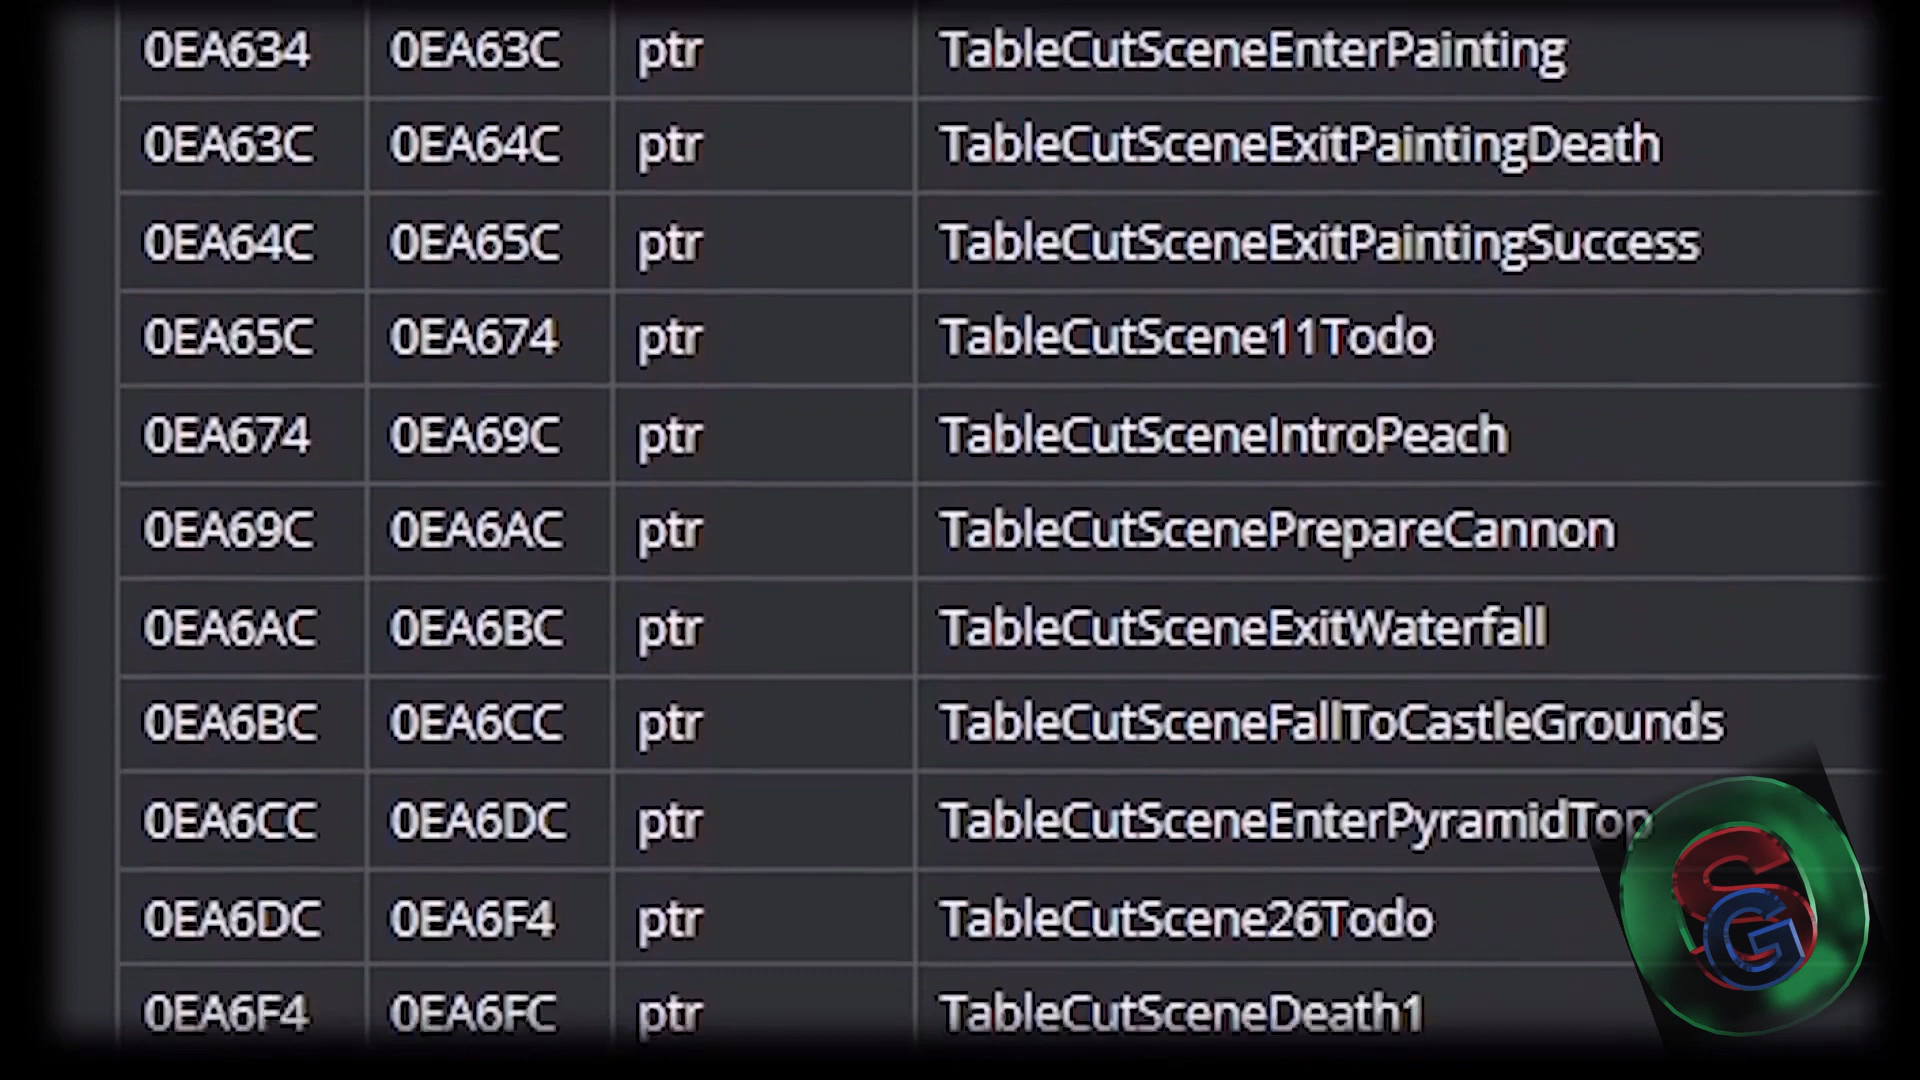 0EA634 0EA63C ptr TableCutSceneEnterPainting
0EA63C 0EA64C ptr TableCutSceneExitPaintingDeath
0EA64C 0EA65C ptr TableCutSceneExitPaintingSuccess
0EA65C 0EA674 ptr TableCutScene11Todo
0EA674 0EA69C ptr TableCutSceneIntroPeach
0EA69C 0EA6AC ptr TableCutScenePrepareCannon
0EA6AC 0EA6BC ptr TableCutSceneExitWaterfall
0EA6BC 0EA6CC ptr TableCutSceneFallToCastleGrounds
0EA6CC 0EA6DC ptr TableCutSceneEnterPyramidTop
0EA6DC 0EA6F4 ptr TableCutScene26Todo
0EA6F4 0EA6FC ptr TableCutSceneDeath1
SG